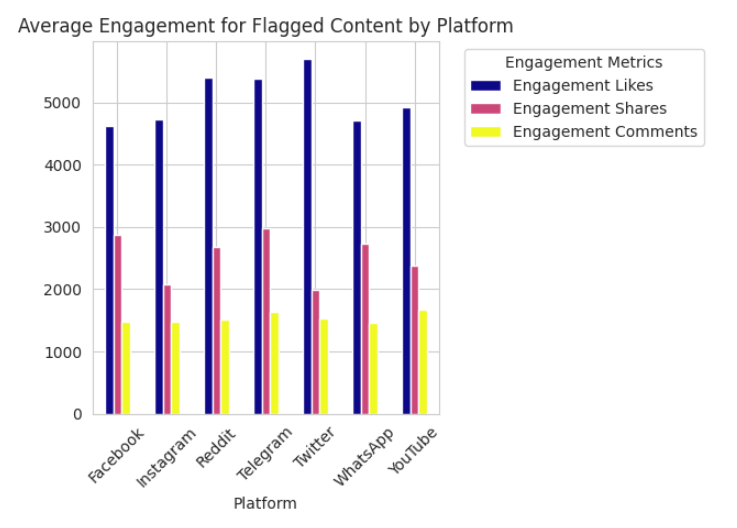 Average Engagement for Flagged Content by Platform
Engagement Metrics
Engagement Likes
Engagement Shares
Engagement Comments
5000
4000
3000
2000
1000
0
Facebook
Instagram
Reddit
Telegram
Twitter
WhatsApp
YouTube
Platform